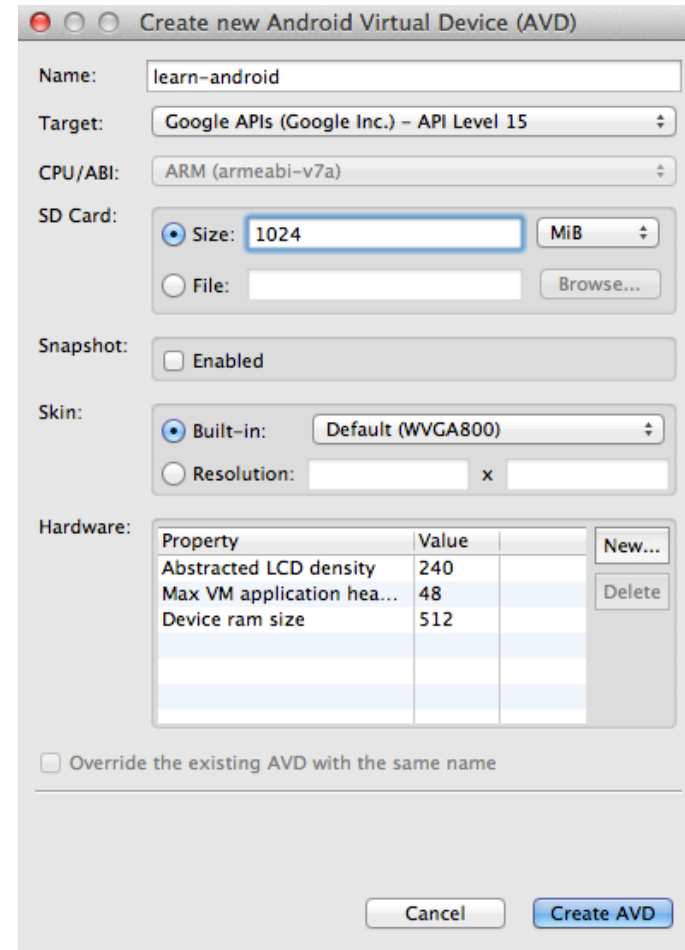 Create new Android Virtual Device (AVD)
Name: learn-android
Target: Google APIs (Google Inc.) – API Level 15
CPU/ABI: ARM (armeabi-v7a)
SD Card:
Size: 1024 MiB
File: Browse...
Snapshot:
Enabled
Skin:
Built-in: Default (WVGA800)
Resolution: x
Hardware:
Property Value New...
Abstracted LCD density 240
Max VM application hea... 48 Delete
Device ram size 512
Override the existing AVD with the same name
Cancel Create AVD